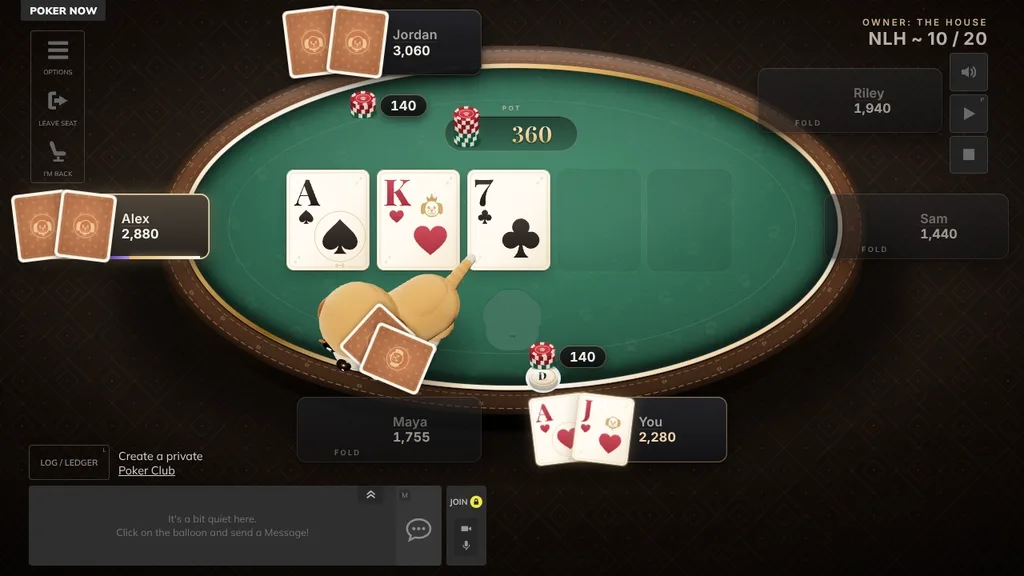 POKER NOW
OPTIONS
LEAVE SEAT
I'M BACK
Jordan
3,060
140
POT
360
OWNER: THE HOUSE
NLH ~ 10 / 20
P
Riley
1,940
FOLD
A
K
7
Alex
2,880
Sam
1,440
FOLD
140
D
Maya
1,755
FOLD
A
J
You
2,280
LOG / LEDGER
L
Create a private
Poker Club
It's a bit quiet here.
Click on the balloon and send a Message!
M
JOIN